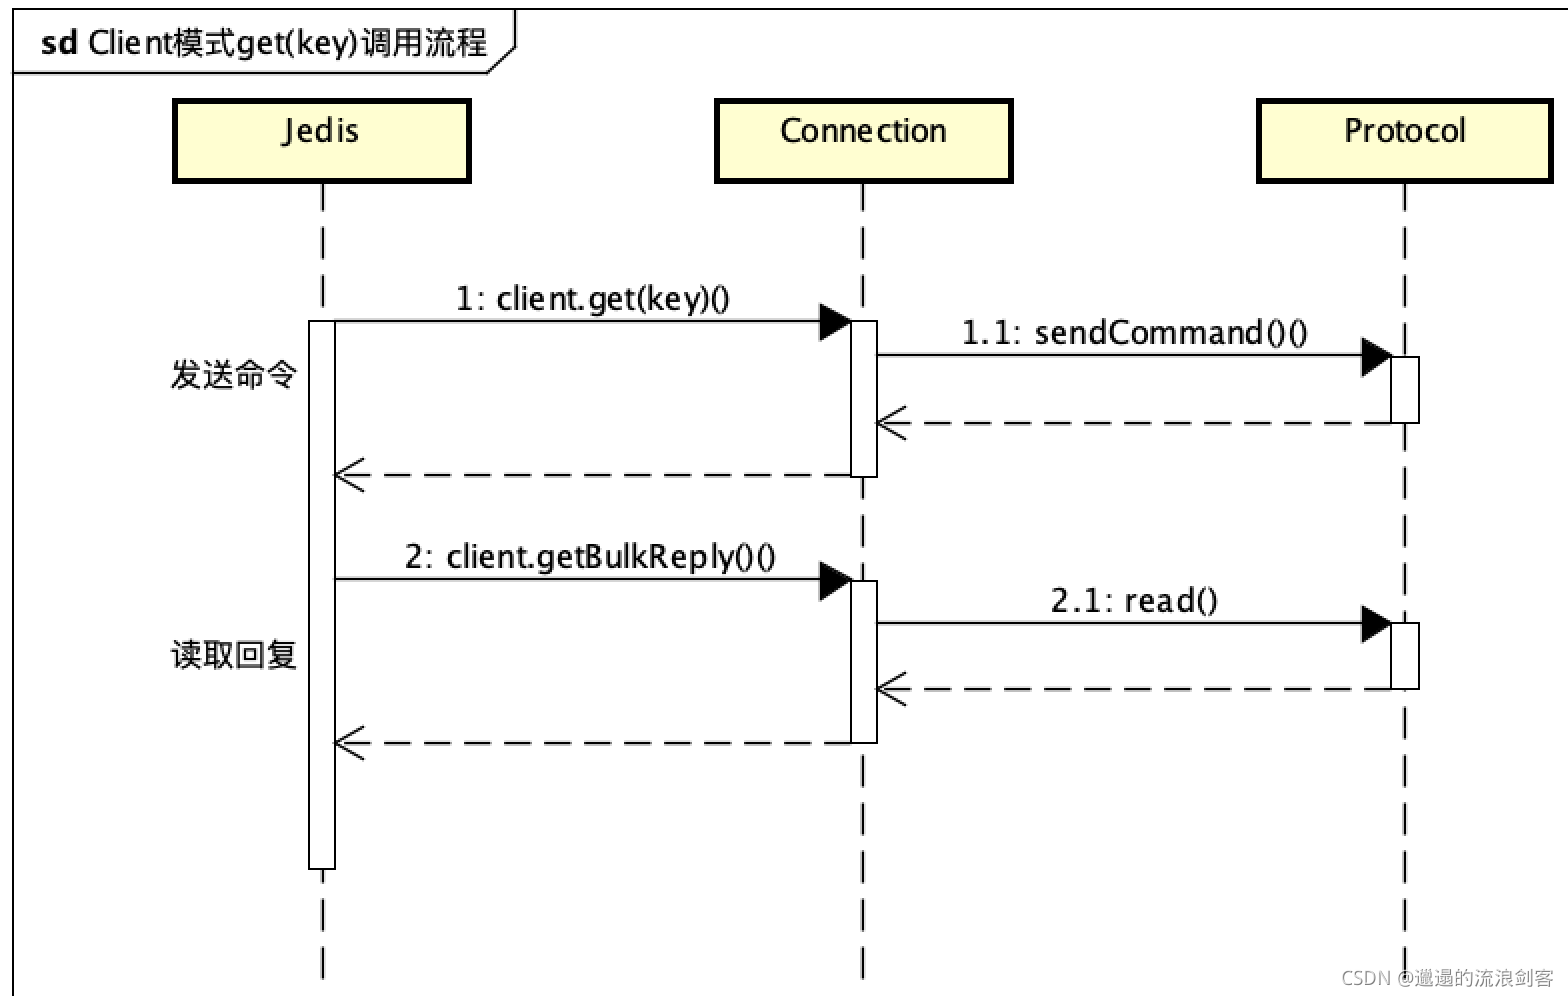 sd Client模式get(key)调用流程
Jedis
Connection
Protocol
1: client.get(key)()
1.1: sendCommand()()
发送命令
2: client.getBulkReply()()
2.1: read()
读取回复
CSDN @邋遢的流浪剑客